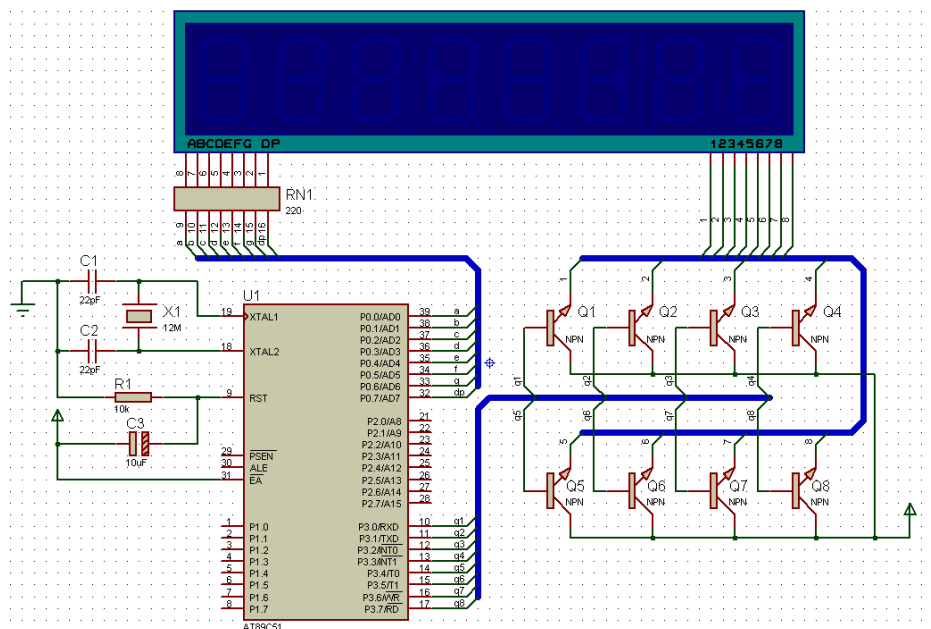 ABCDEFG DP
12345678
8 7 6 5 4 3 2 1
RN1
220
9 10 11 12 13 14 15 16
a b c d e f g dp
1 2 3 4 5 6 7 8
C1
22pF
X1
12M
C2
22pF
R1
10k
C3
10uF
U1
19 XTAL1
18 XTAL2
9 RST
29 PSEN
30 ALE
31 EA
1 P1.0
2 P1.1
3 P1.2
4 P1.3
5 P1.4
6 P1.5
7 P1.6
8 P1.7
P0.0/AD0 39 a
P0.1/AD1 38 b
P0.2/AD2 37 c
P0.3/AD3 36 d
P0.4/AD4 35 e
P0.5/AD5 34 f
P0.6/AD6 33 g
P0.7/AD7 32 dp
P2.0/A8 21
P2.1/A9 22
P2.2/A10 23
P2.3/A11 24
P2.4/A12 25
P2.5/A13 26
P2.6/A14 27
P2.7/A15 28
P3.0/RXD 10 q1
P3.1/TXD 11 q2
P3.2/INT0 12 q3
P3.3/INT1 13 q4
P3.4/T0 14 q5
P3.5/T1 15 q6
P3.6/WR 16 q7
P3.7/RD 17 q8
AT89C51
1 2 3 4
Q1 Q2 Q3 Q4
NPN NPN NPN NPN
q1 q2 q3 q4
q5 q6 q7 q8
5 6 7 8
Q5 Q6 Q7 Q8
NPN NPN NPN NPN